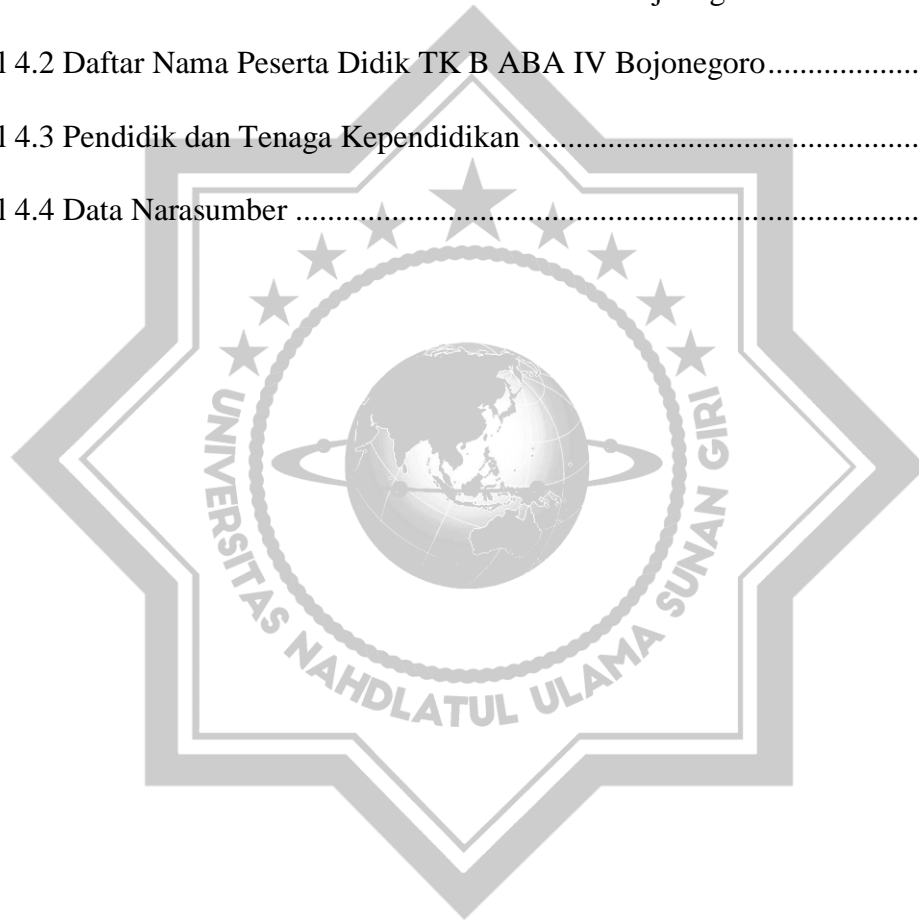 l 4.2 Daftar Nama Peserta Didik TK B ABA IV Bojonegoro...................
l 4.3 Pendidik dan Tenaga Kependidikan ............................................
l 4.4 Data Narasumber .....................................................................
UNIVERSITAS NAHDLATUL ULAMA SUNAN GIRI